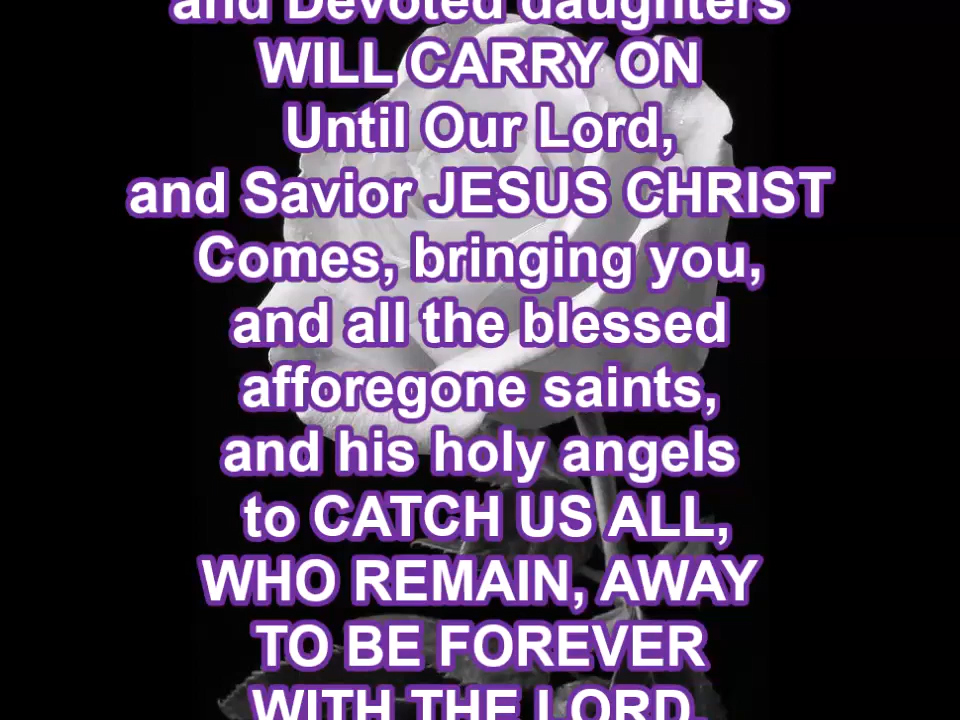 and Devoted daughters
WILL CARRY ON
Until Our Lord,
and Savior JESUS CHRIST
Comes, bringing you,
and all the blessed
afforegone saints,
and his holy angels
to CATCH US ALL,
WHO REMAIN, AWAY
TO BE FOREVER
WITH THE LORD.